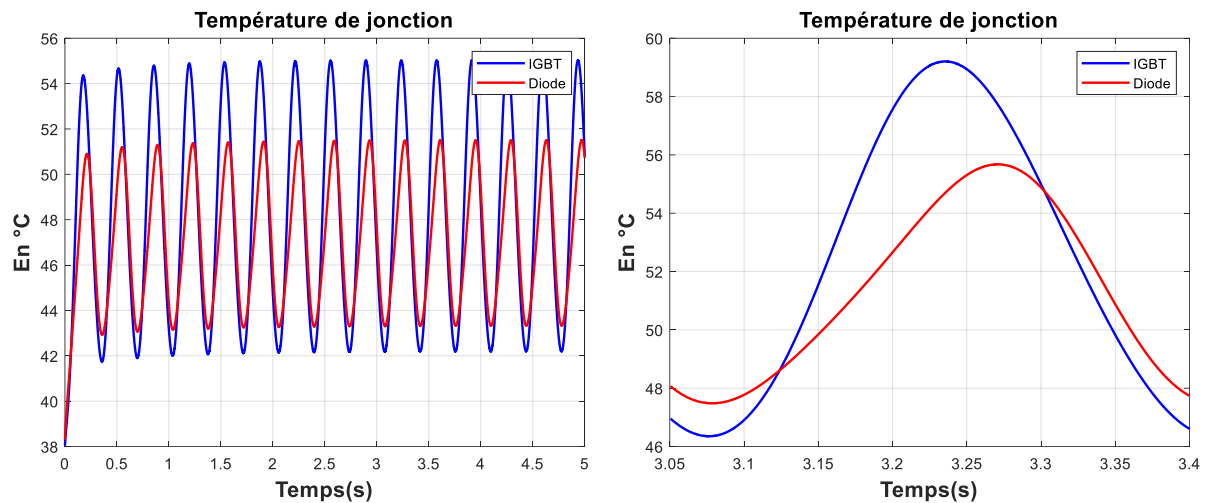 Température de jonction
56
54
52
50
48
46
44
42
40
38
En °C
0 0.5 1 1.5 2 2.5 3 3.5 4 4.5 5
Temps(s)
IGBT
Diode
Température de jonction
60
58
56
54
52
50
48
46
En °C
3.05 3.1 3.15 3.2 3.25 3.3 3.35 3.4
Temps(s)
IGBT
Diode